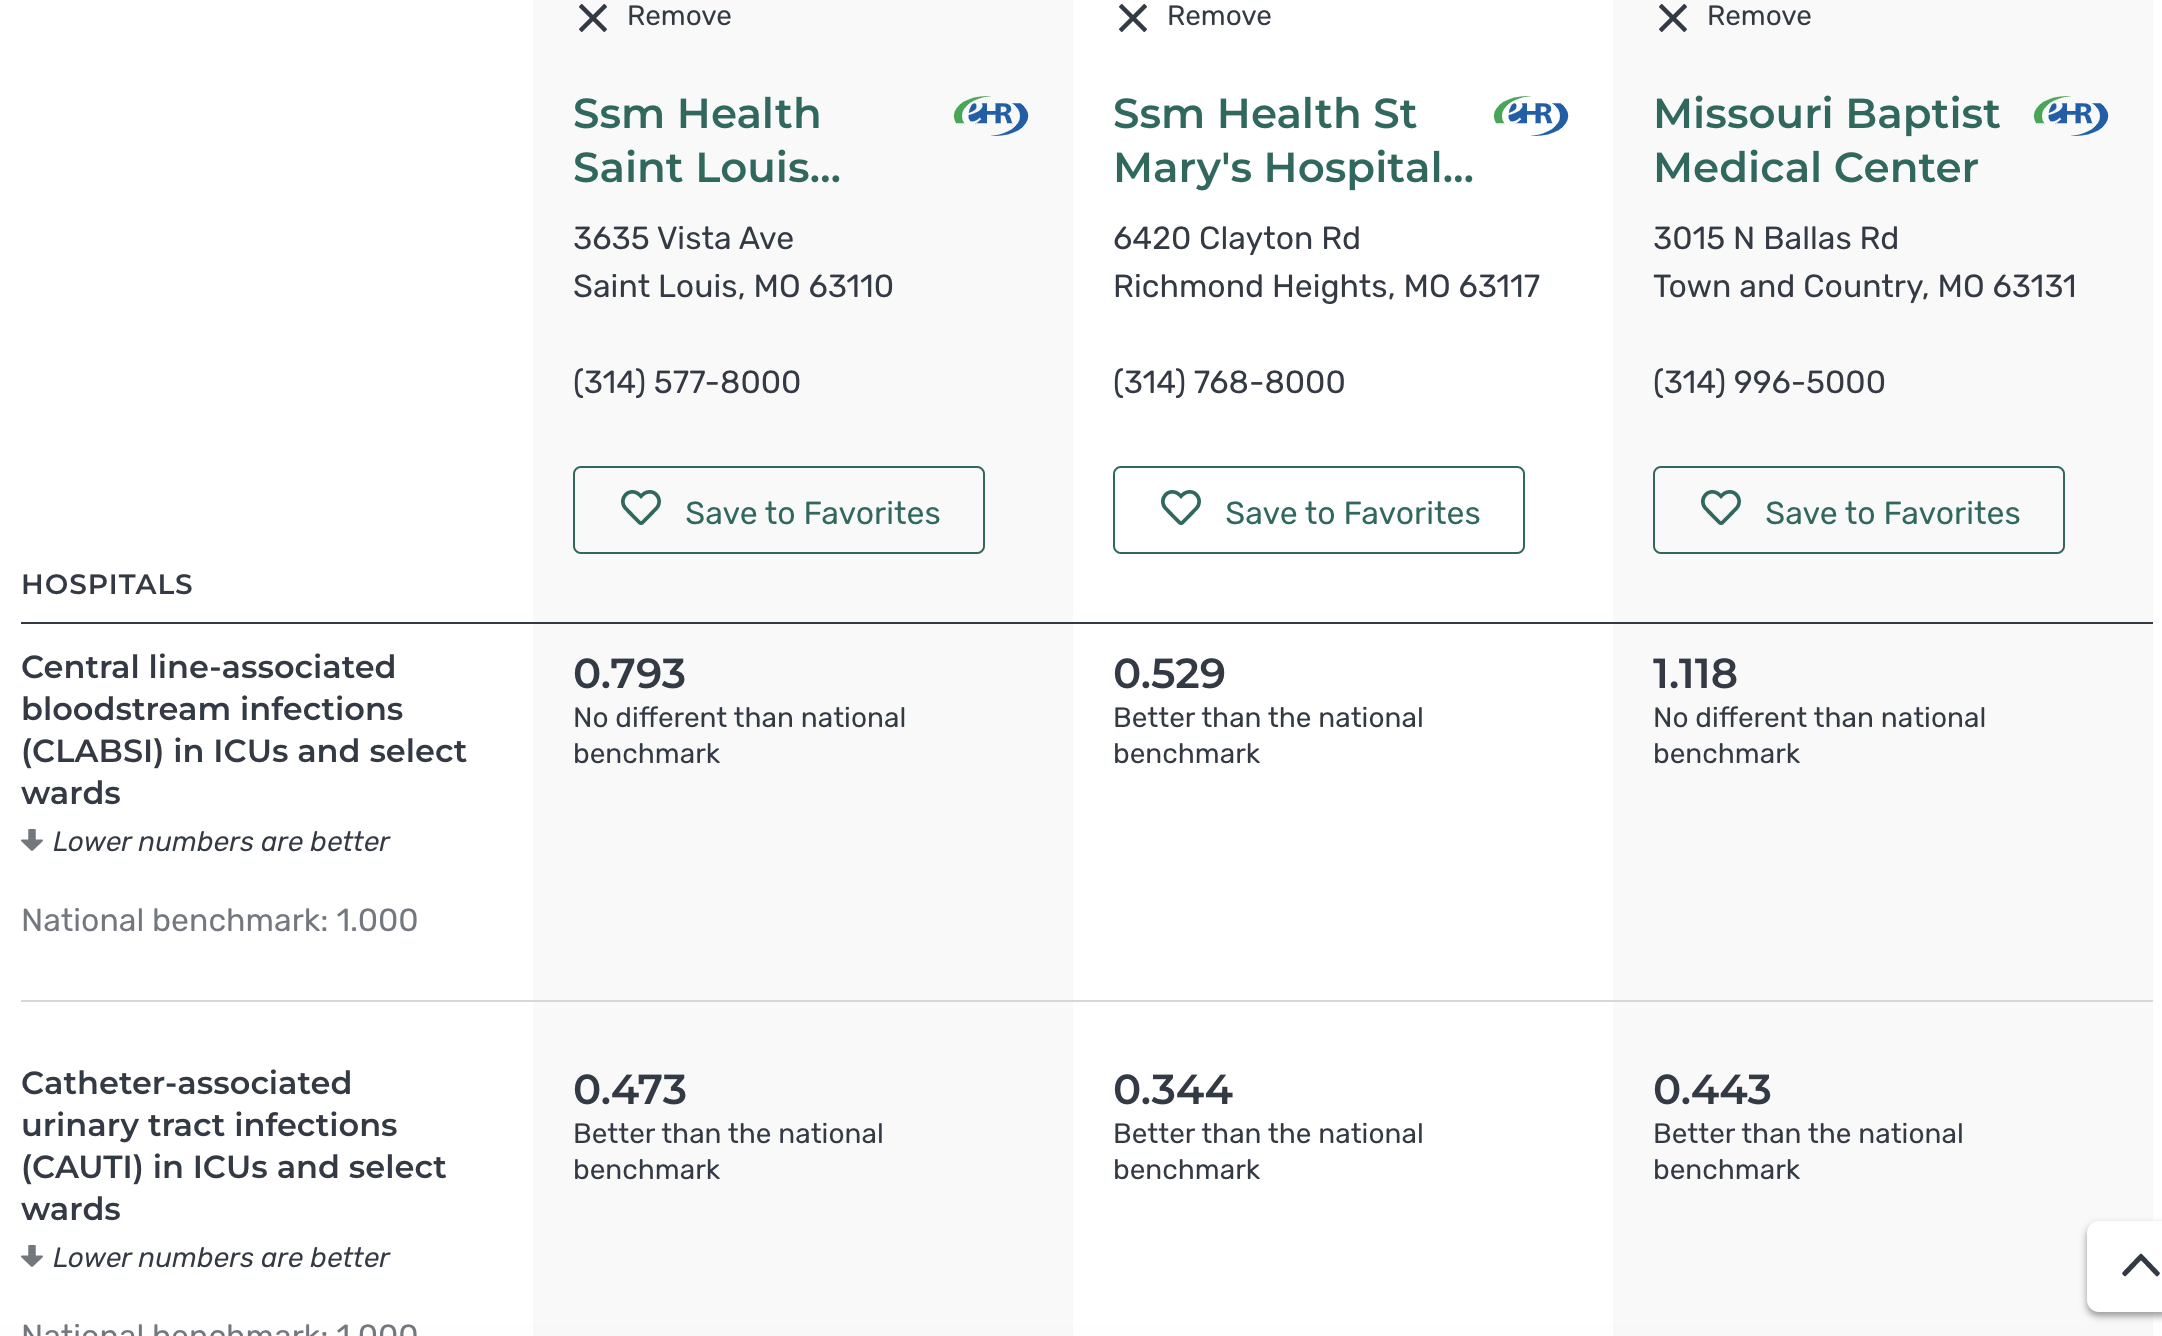 Remove
Remove
Remove
Ssm Health
Saint Louis...
eHR
Ssm Health St
Mary's Hospital...
eHR
Missouri Baptist
Medical Center
eHR
3635 Vista Ave
Saint Louis, MO 63110
6420 Clayton Rd
Richmond Heights, MO 63117
3015 N Ballas Rd
Town and Country, MO 63131
(314) 577-8000
(314) 768-8000
(314) 996-5000
Save to Favorites
Save to Favorites
Save to Favorites
HOSPITALS
Central line-associated
bloodstream infections
(CLABSI) in ICUs and select
wards
Lower numbers are better
National benchmark: 1.000
0.793
No different than national
benchmark
0.529
Better than the national
benchmark
1.118
No different than national
benchmark
Catheter-associated
urinary tract infections
(CAUTI) in ICUs and select
wards
Lower numbers are better
National benchmark: 1.000
0.473
Better than the national
benchmark
0.344
Better than the national
benchmark
0.443
Better than the national
benchmark